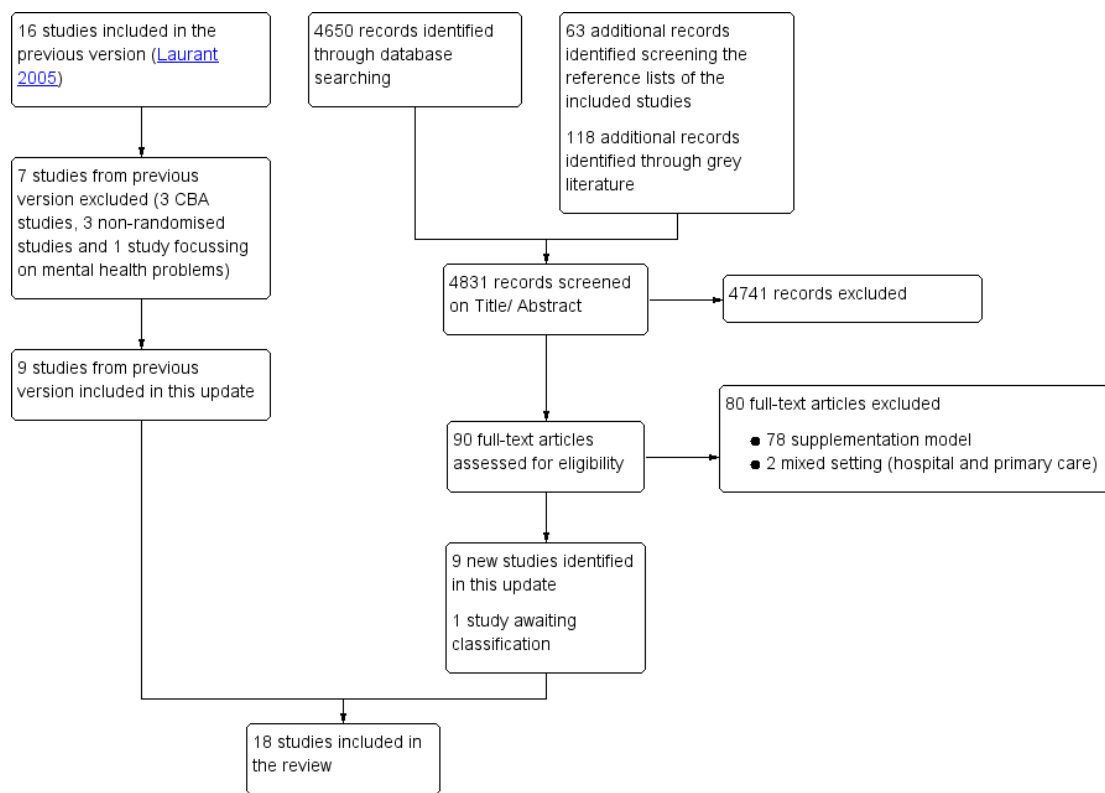 16 studies included in the
previous version (Laurant
2005)
4650 records identified
through database
searching
63 additional records
identified screening the
reference lists of the
included studies
118 additional records
identified through grey
literature
7 studies from previous
version excluded (3 CBA
studies, 3 non-randomised
studies and 1 study focussing
on mental health problems)
4831 records screened
on Title/ Abstract
4741 records excluded
9 studies from previous
version included in this update
90 full-text articles
assessed for eligibility
80 full-text articles excluded
● 78 supplementation model
● 2 mixed setting (hospital and primary care)
9 new studies identified
in this update
1 study awaiting
classification
18 studies included in
the review